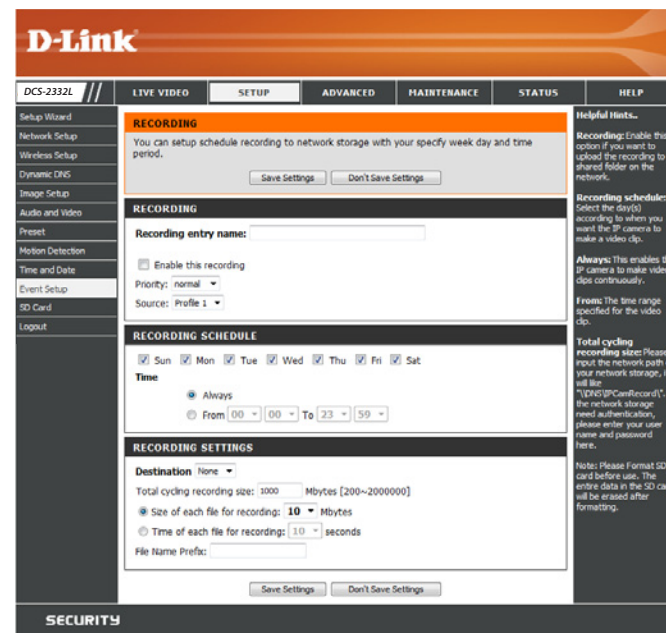 D-Link
DCS-2332L
LIVE VIDEO SETUP ADVANCED MAINTENANCE STATUS HELP
Setup Wizard
Network Setup
Wireless Setup
Dynamic DNS
Image Setup
Audio and Video
Preset
Motion Detection
Time and Date
Event Setup
SD Card
Logout
RECORDING
You can setup schedule recording to network storage with your specify week day and time
period.
Save Settings Don't Save Settings
RECORDING
Recording entry name:
Enable this recording
Priority: normal
Source: Profile 1
RECORDING SCHEDULE
Sun Mon Tue Wed Thu Fri Sat
Time
Always
From 00 00 To 23 59
RECORDING SETTINGS
Destination None
Total cycling recording size: 1000 Mbytes [200~2000000]
Size of each file for recording: 10 Mbytes
Time of each file for recording: 10 seconds
File Name Prefix:
Save Settings Don't Save Settings
Helpful Hints..
Recording: Enable this
option if you want to
upload the recording to
shared folder on the
network.
Recording schedule:
Select the day(s)
according to when you
want the IP camera to
make a video clip.
Always: This enables
IP camera to make video
clips continuously.
From: The time range
specified for the video
clip.
Total cycling
recording size: Please
input the network path
your network storage,
will like
"\\DNS\IPCamRecord\".
the network storage
need authentication,
please enter your user
name and password
here.
Note: Please Format SD
card before use. The
entire data in the SD
will be erased after
formatting.
SECURITY